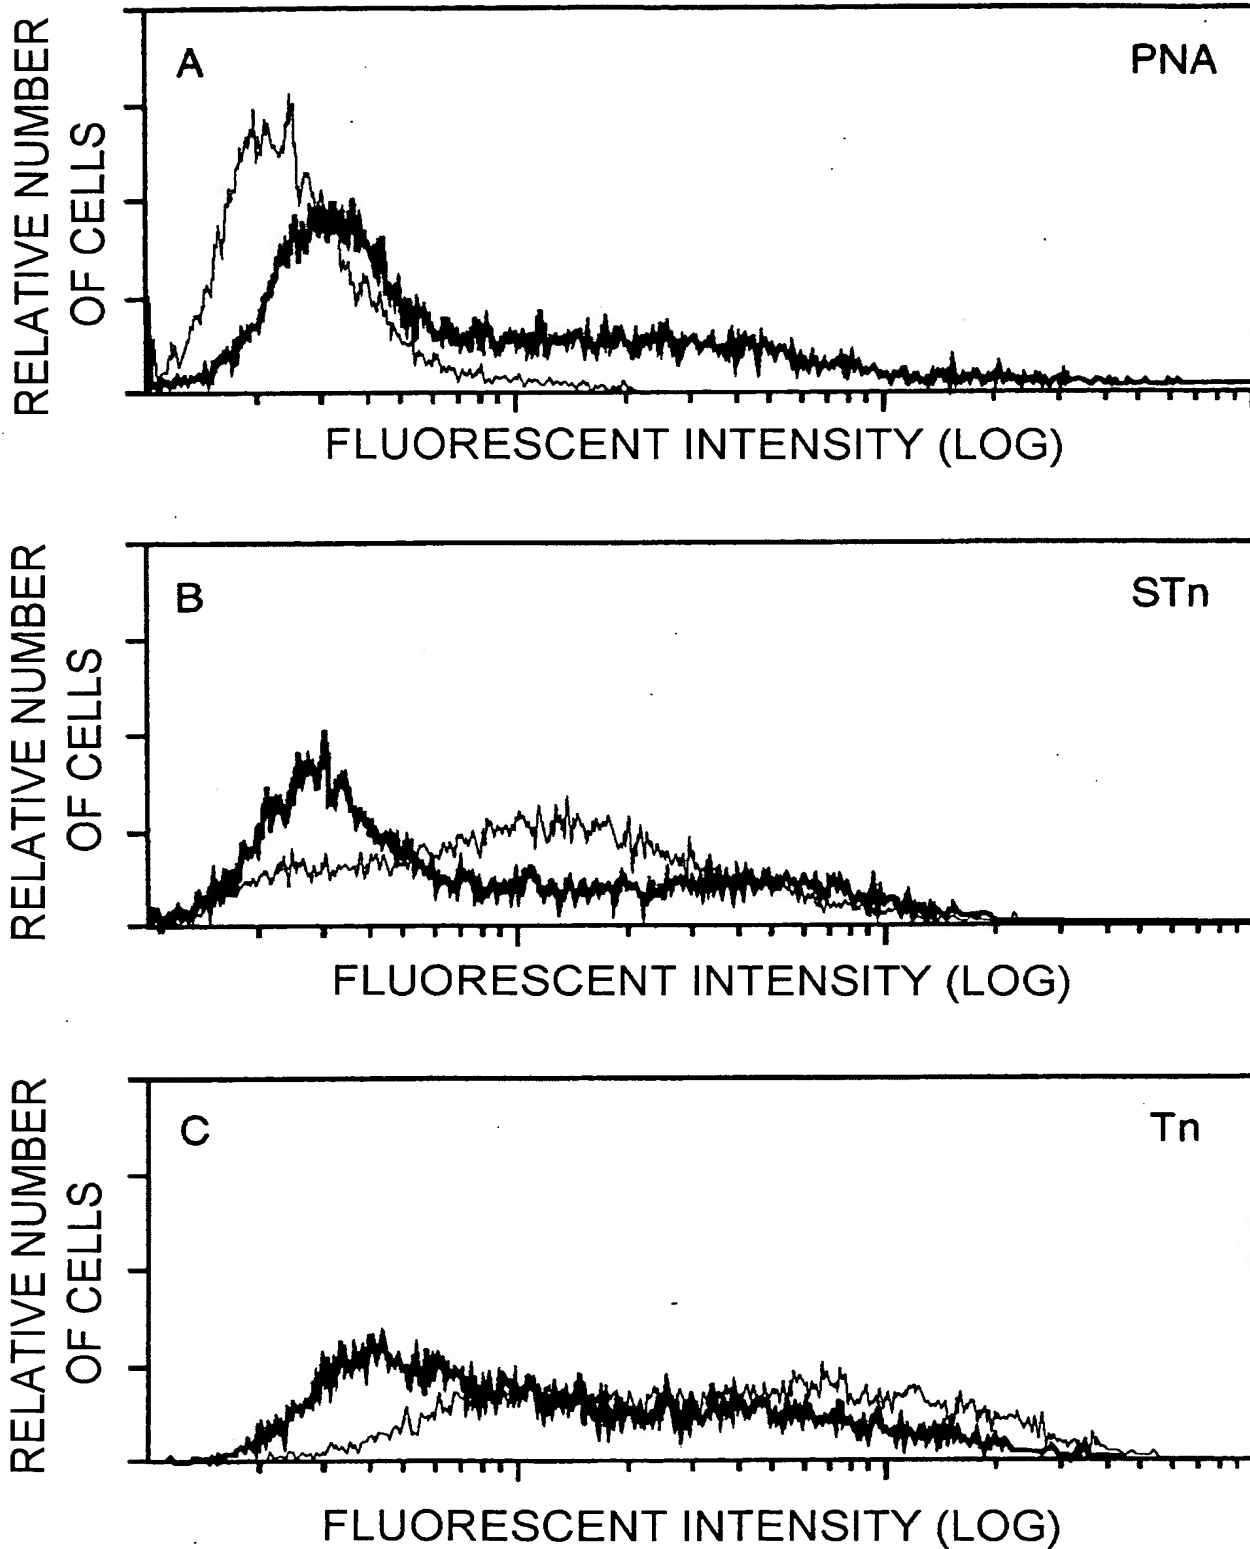 A
PNA
RELATIVE NUMBER
OF CELLS
FLUORESCENT INTENSITY (LOG)
B
STn
RELATIVE NUMBER
OF CELLS
FLUORESCENT INTENSITY (LOG)
C
Tn
RELATIVE NUMBER
OF CELLS
FLUORESCENT INTENSITY (LOG)